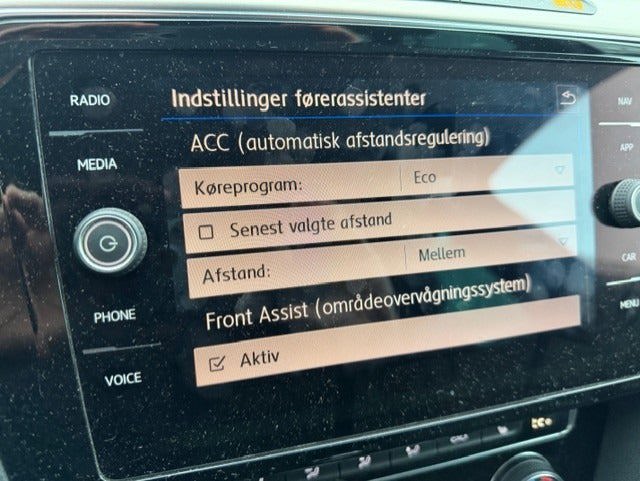 RADIO
MEDIA
PHONE
VOICE
Indstillinger førerassistenter
ACC (automatisk afstandsregulering)
Køreprogram: Eco
Senest valgte afstand
Afstand: Mellem
Front Assist (områdeovervågningssystem)
Aktiv
NAV
APP
CAR
MENU